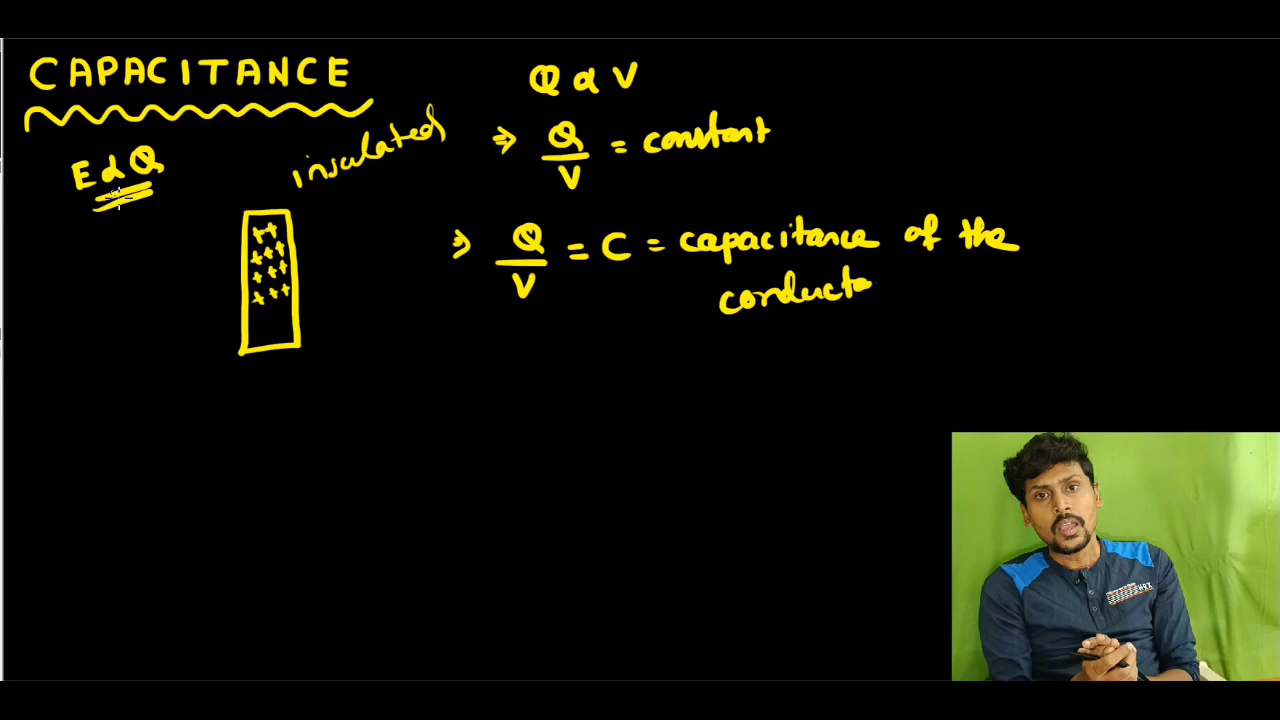 CAPACITANCE
E α Q
insulated
Q α V
⇒ Q/V = constant
⇒ Q/V = C = capacitance of the
conducto
++
+++
+++
+++